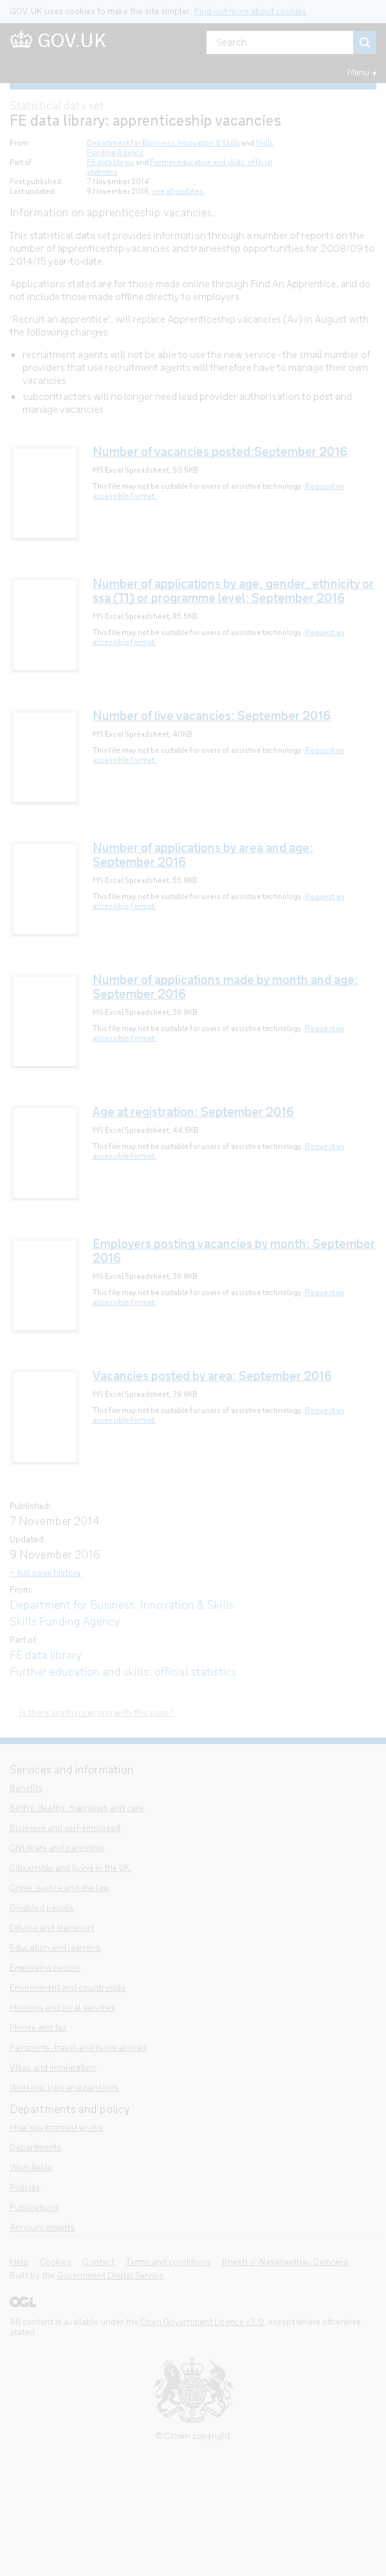 GOV.UK uses cookies to make the site simpler. Find out more about cookies
GOV.UK
Search
Menu ▾
Statistical data set
FE data library: apprenticeship vacancies
From: Department for Business, Innovation & Skills and Skills
Funding Agency
Part of: FE data library and Further education and skills: official
statistics
First published: 7 November 2014
Last updated: 9 November 2016, see all updates
Information on apprenticeship vacancies.
This statistical data set provides information through a number of reports on the
number of apprenticeship vacancies and traineeship opportunities for 2008/09 to
2014/15 year-to-date.
Applications stated are for those made online through Find An Apprentice, and do
not include those made offline directly to employers.
'Recruit an apprentice', will replace Apprenticeship vacancies (Av) in August with
the following changes:
• recruitment agents will not be able to use the new service - the small number of
providers that use recruitment agents will therefore have to manage their own
vacancies
• subcontractors will no longer need lead provider authorisation to post and
manage vacancies
Number of vacancies posted:September 2016
MS Excel Spreadsheet, 50.5KB
This file may not be suitable for users of assistive technology. Request an
accessible format.
Number of applications by age, gender, ethnicity or
ssa (T1) or programme level: September 2016
MS Excel Spreadsheet, 85.5KB
This file may not be suitable for users of assistive technology. Request an
accessible format.
Number of live vacancies: September 2016
MS Excel Spreadsheet, 40KB
This file may not be suitable for users of assistive technology. Request an
accessible format.
Number of applications by area and age:
September 2016
MS Excel Spreadsheet, 55.9KB
This file may not be suitable for users of assistive technology. Request an
accessible format.
Number of applications made by month and age:
September 2016
MS Excel Spreadsheet, 39.9KB
This file may not be suitable for users of assistive technology. Request an
accessible format.
Age at registration: September 2016
MS Excel Spreadsheet, 44.5KB
This file may not be suitable for users of assistive technology. Request an
accessible format.
Employers posting vacancies by month: September
2016
MS Excel Spreadsheet, 39.9KB
This file may not be suitable for users of assistive technology. Request an
accessible format.
Vacancies posted by area: September 2016
MS Excel Spreadsheet, 39.9KB
This file may not be suitable for users of assistive technology. Request an
accessible format.
Published:
7 November 2014
Updated:
9 November 2016
+ full page history
From:
Department for Business, Innovation & Skills
Skills Funding Agency
Part of:
FE data library
Further education and skills: official statistics
Is there anything wrong with this page?
Services and information
Benefits
Births, deaths, marriages and care
Business and self-employed
Childcare and parenting
Citizenship and living in the UK
Crime, justice and the law
Disabled people
Driving and transport
Education and learning
Employing people
Environment and countryside
Housing and local services
Money and tax
Passports, travel and living abroad
Visas and immigration
Working, jobs and pensions
Departments and policy
How government works
Departments
Worldwide
Policies
Publications
Announcements
Help Cookies Contact Terms and conditions Rhestr o Wasanaethau Cymraeg
Built by the Government Digital Service
OGL
All content is available under the Open Government Licence v3.0, except where otherwise
stated
© Crown copyright